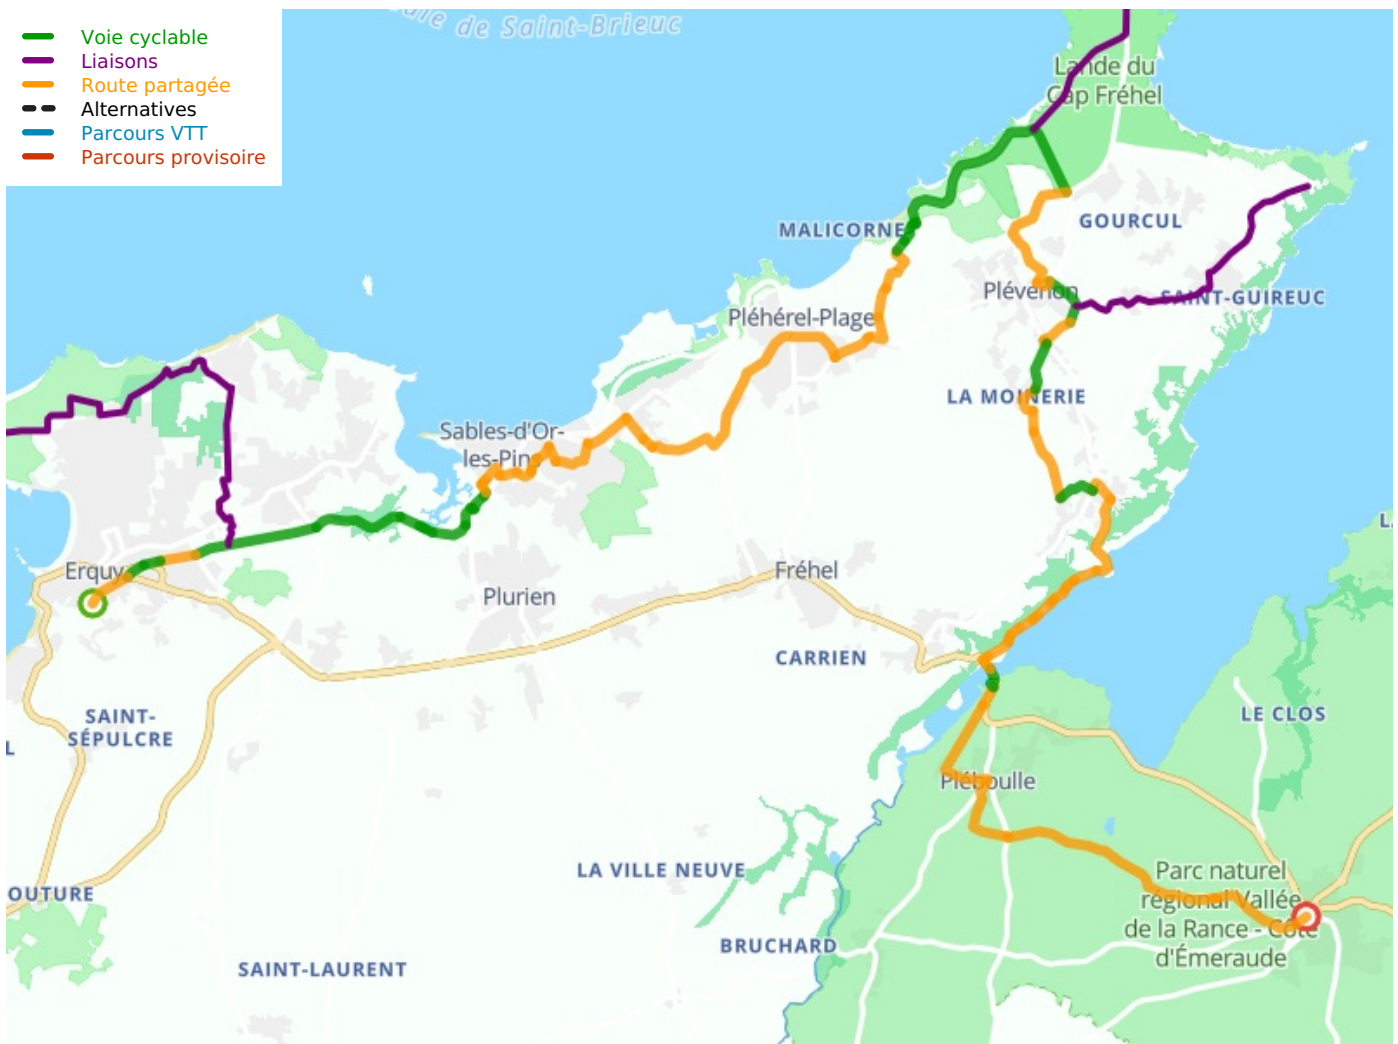 de Saint-Brieuc
Voie cyclable
Liaisons
Route partagée
Alternatives
Parcours VTT
Parcours provisoire
Lande du
Cap Fréhel
MALICORNE
GOURCUL
Plévenon
SAINT-GUIREUC
Pléhérel-Plage
LA MOINERIE
Sables-d'Or-
les-Pins
Erquy
Fréhel
Plurien
CARRIEN
SAINT-
SÉPULCRE
LE CLOS
L
Pléboulle
LA VILLE NEUVE
Parc naturel
régional Vallée
de la Rance - Côte
d'Émeraude
OUTURE
BRUCHARD
SAINT-LAURENT